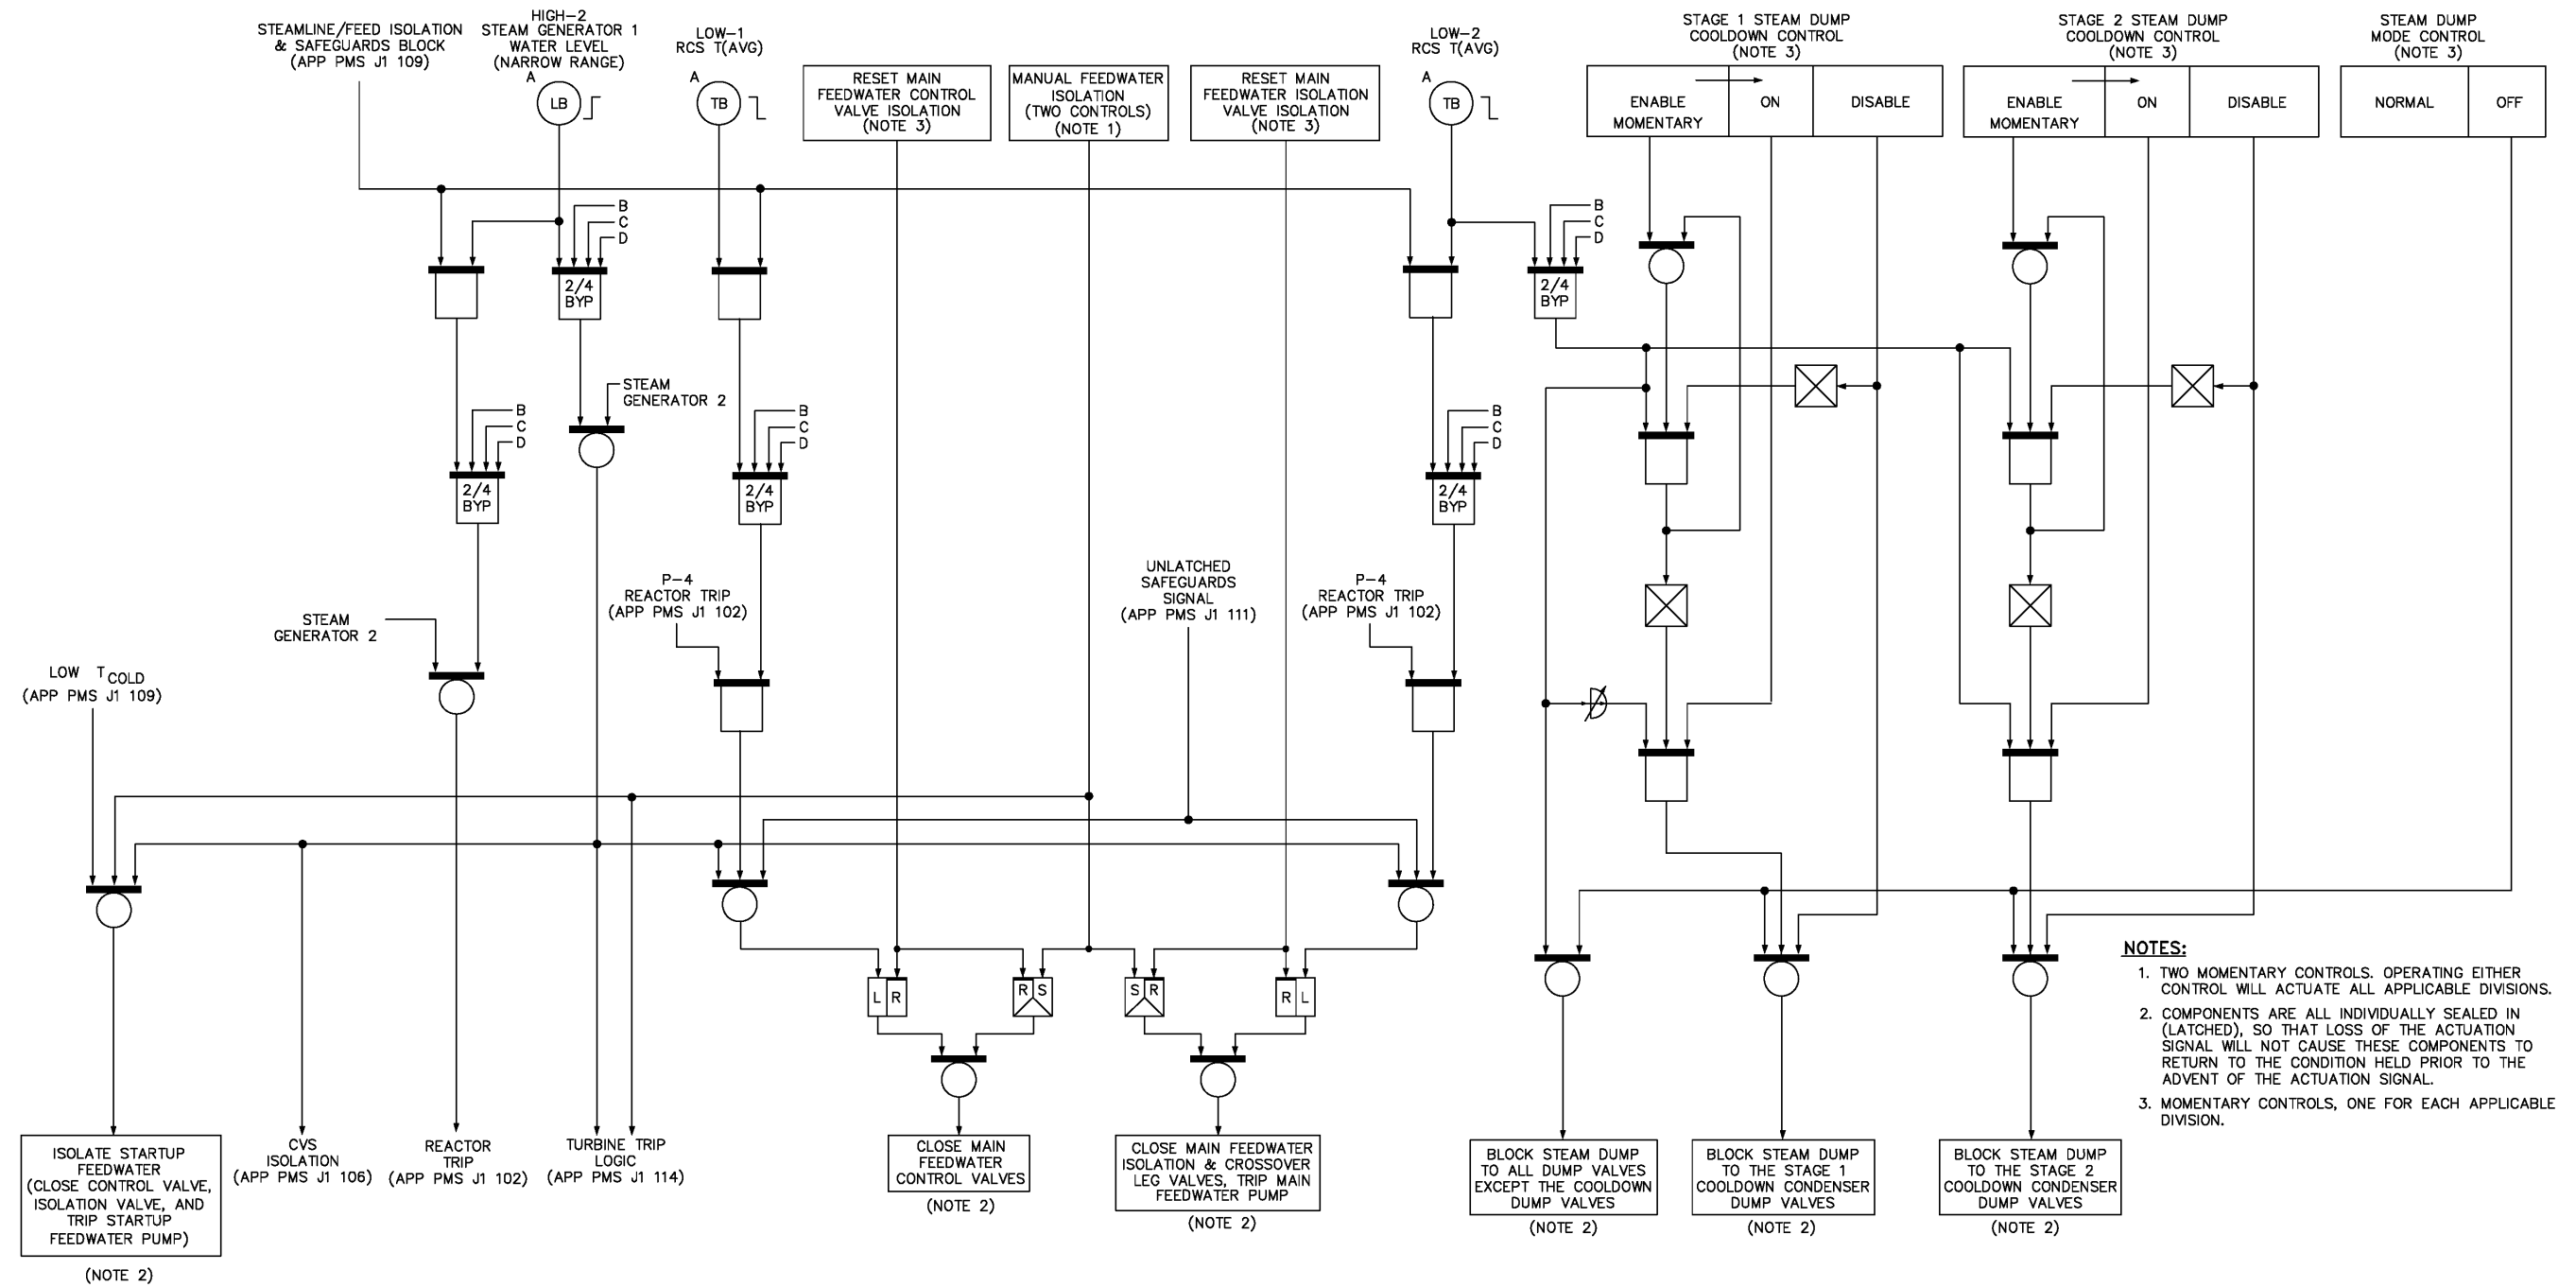 STEAMLINE/FEED ISOLATION
& SAFEGUARDS BLOCK
(APP PMS J1 109)
HIGH-2
STEAM GENERATOR 1
WATER LEVEL
(NARROW RANGE)
A
LB
LOW-1
RCS T(AVG)
A
TB
RESET MAIN
FEEDWATER CONTROL
VALVE ISOLATION
(NOTE 3)
MANUAL FEEDWATER
ISOLATION
(TWO CONTROLS)
(NOTE 1)
RESET MAIN
FEEDWATER ISOLATION
VALVE ISOLATION
(NOTE 3)
LOW-2
RCS T(AVG)
A
TB
STAGE 1 STEAM DUMP
COOLDOWN CONTROL
(NOTE 3)
ENABLE
MOMENTARY
ON
DISABLE
STAGE 2 STEAM DUMP
COOLDOWN CONTROL
(NOTE 3)
ENABLE
MOMENTARY
ON
DISABLE
STEAM DUMP
MODE CONTROL
(NOTE 3)
NORMAL
OFF
B
C
D
2/4
BYP
B
C
D
2/4
BYP
STEAM
GENERATOR 2
B
C
D
2/4
BYP
B
C
D
2/4
BYP
B
C
D
2/4
BYP
P-4
REACTOR TRIP
(APP PMS J1 102)
UNLATCHED
SAFEGUARDS
SIGNAL
(APP PMS J1 111)
P-4
REACTOR TRIP
(APP PMS J1 102)
STEAM
GENERATOR 2
LOW TCOLD
(APP PMS J1 109)
L R
R S
S R
R L
ISOLATE STARTUP
FEEDWATER
(CLOSE CONTROL VALVE,
ISOLATION VALVE, AND
TRIP STARTUP
FEEDWATER PUMP)
(NOTE 2)
CVS
ISOLATION
(APP PMS J1 106)
REACTOR
TRIP
(APP PMS J1 102)
TURBINE TRIP
LOGIC
(APP PMS J1 114)
CLOSE MAIN
FEEDWATER
CONTROL VALVES
(NOTE 2)
CLOSE MAIN FEEDWATER
ISOLATION & CROSSOVER
LEG VALVES, TRIP MAIN
FEEDWATER PUMP
(NOTE 2)
BLOCK STEAM DUMP
TO ALL DUMP VALVES
EXCEPT THE COOLDOWN
DUMP VALVES
(NOTE 2)
BLOCK STEAM DUMP
TO THE STAGE 1
COOLDOWN CONDENSER
DUMP VALVES
(NOTE 2)
BLOCK STEAM DUMP
TO THE STAGE 2
COOLDOWN CONDENSER
DUMP VALVES
(NOTE 2)
NOTES:
1. TWO MOMENTARY CONTROLS. OPERATING EITHER
CONTROL WILL ACTUATE ALL APPLICABLE DIVISIONS.
2. COMPONENTS ARE ALL INDIVIDUALLY SEALED IN
(LATCHED), SO THAT LOSS OF THE ACTUATION
SIGNAL WILL NOT CAUSE THESE COMPONENTS TO
RETURN TO THE CONDITION HELD PRIOR TO THE
ADVENT OF THE ACTUATION SIGNAL.
3. MOMENTARY CONTROLS, ONE FOR EACH APPLICABLE
DIVISION.